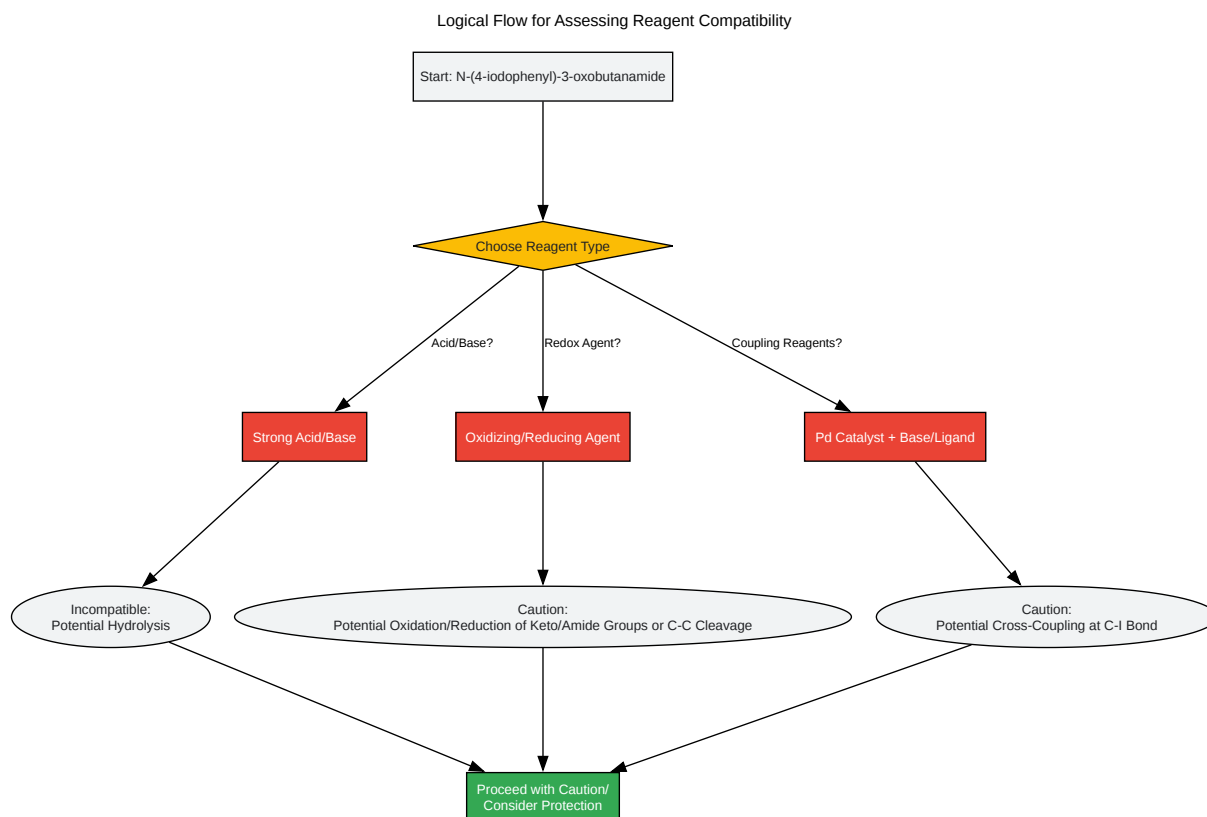 Logical Flow for Assessing Reagent Compatibility
Start: N-(4-iodophenyl)-3-oxobutanamide
Choose Reagent Type
Acid/Base?
Redox Agent?
Coupling Reagents?
Strong Acid/Base
Oxidizing/Reducing Agent
Pd Catalyst + Base/Ligand
Incompatible:
Potential Hydrolysis
Caution:
Potential Oxidation/Reduction of Keto/Amide Groups or C-C Cleavage
Caution:
Potential Cross-Coupling at C-I Bond
Proceed with Caution/
Consider Protection